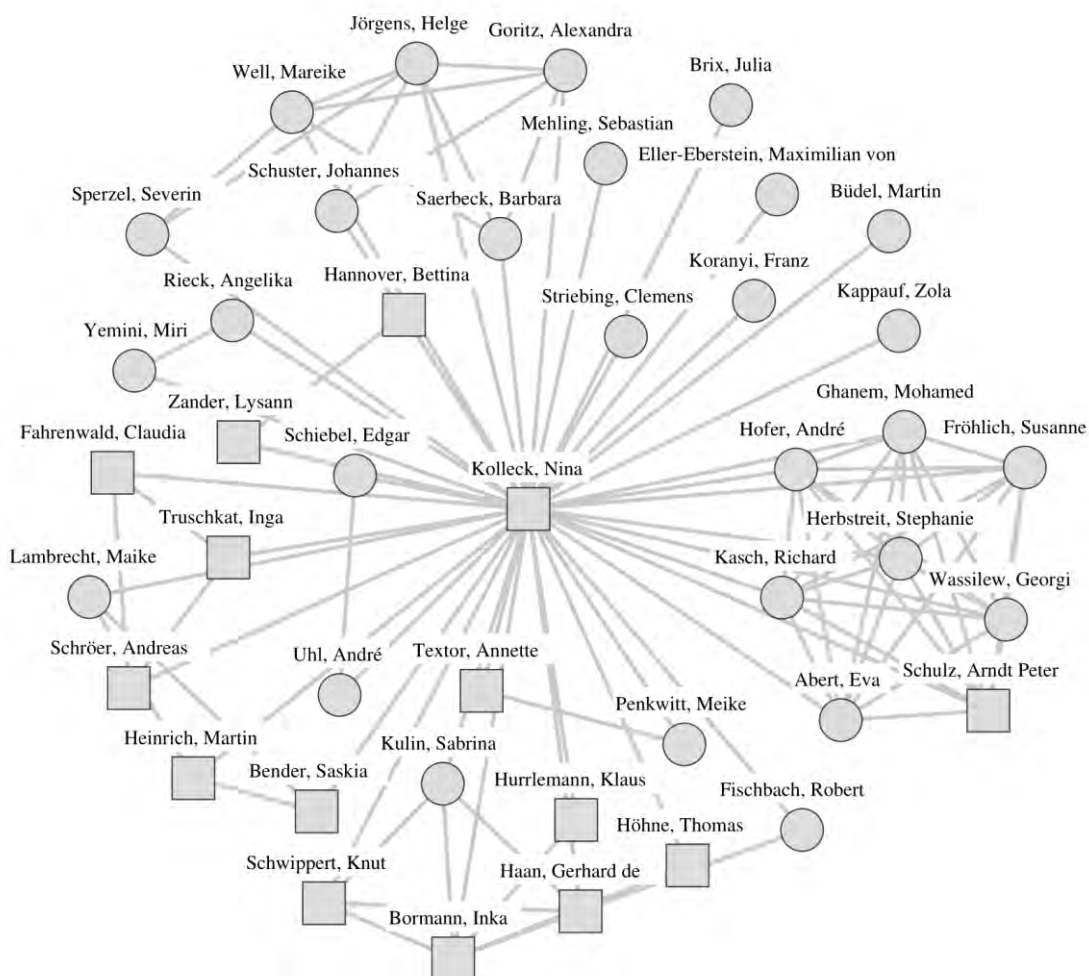 Jörgens, Helge
Goritz, Alexandra
Well, Mareike
Brix, Julia
Mehling, Sebastian
Eller-Eberstein, Maximilian von
Schuster, Johannes
Sperzel, Severin
Saerbeck, Barbara
Büdel, Martin
Hannover, Bettina
Koranyi, Franz
Rieck, Angelika
Striebing, Clemens
Kappauf, Zola
Yemini, Miri
Ghanem, Mohamed
Zander, Lysann
Fahrenwald, Claudia
Schiebel, Edgar
Hofer, André
Fröhlich, Susanne
Kolleck, Nina
Truschkat, Inga
Herbstreit, Stephanie
Lambrecht, Maike
Kasch, Richard
Wassilew, Georgi
Schröer, Andreas
Uhl, André
Textor, Annette
Abert, Eva
Schulz, Arndt Peter
Penkwitt, Meike
Heinrich, Martin
Kulin, Sabrina
Bender, Saskia
Hurrlemann, Klaus
Fischbach, Robert
Höhne, Thomas
Schwippert, Knut
Haan, Gerhard de
Bormann, Inka